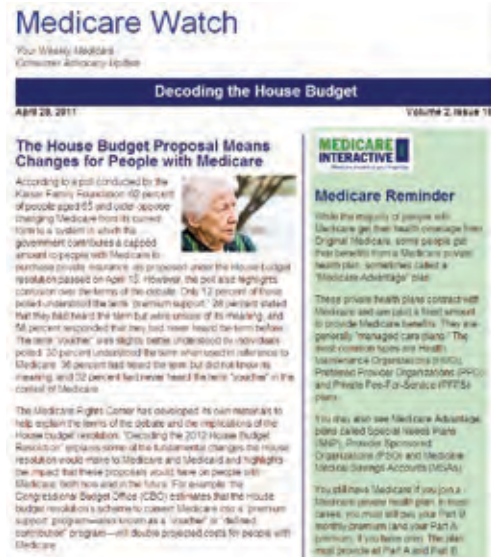 Medicare Watch
Your Weekly Medicare
Consumer Advocacy Update
Decoding the House Budget
April 28, 2011
Volume 2, Issue 1
The House Budget Proposal Means
Changes for People with Medicare
According to a poll conducted by the
Kaiser Family Foundation, 62 percent
of people aged 65 and older oppose
changing Medicare from its current
form to a system in which the
government contributes a capped
amount to people with Medicare to
purchase private insurance, as proposed under the House budget
resolution passed on April 15. However, the poll also highlights
confusion over the terms of the debate. Only 12 percent of those
polled understood the term "premium support." 28 percent stated
that they had heard the term but were unsure of its meaning, and
percent responded that they had never heard the term before.
The term "voucher" was slightly better understood by individuals
polled: 30 percent understood the term when used in reference to
Medicare, 36 percent had heard the term but did not know its
meaning, and 32 percent had never heard the term "voucher" in the
context of Medicare.
The Medicare Rights Center has developed its own materials to
help explain the terms of the debate and the implications of the
House budget resolution. "Decoding the 2012 House Budget
Resolution" explains some of the fundamental changes the House
resolution would make to Medicare and Medicaid and highlights
the impact that these proposals would have on people with
Medicare, both now and in the future. For example, the
Congressional Budget Office (CBO) estimates that the House
budget resolution's scheme to convert Medicare into a "premium
support" program—also known as a "voucher" or "defined
contribution" program—will double projected costs for people with
Medicare
MEDICARE
INTERACTIVE
Medicare Reminder
While the majority of people with
Medicare get their health coverage from
Original Medicare, some people get
their benefits from a Medicare private
health plan, sometimes called a
"Medicare Advantage" plan.
These private health plans contract with
Medicare and are paid a fixed amount
to provide Medicare benefits. They are
generally "managed care plans." The
most common types are Health
Maintenance Organizations (HMO),
Preferred Provider Organizations (PPO)
and Private Fee-For-Service (PFFS)
plans.
You may also see Medicare Advantage
plans called Special Needs Plans
(SNP), Provider Sponsored
Organizations (PSO) and Medicare
Medical Savings Accounts (MSAs).
You still have Medicare if you join a
Medicare private health plan. In most
cases, you must still pay your Part B
monthly premium (and your Part A
premium, if you have one). The plan
must provide all Part A and Part B